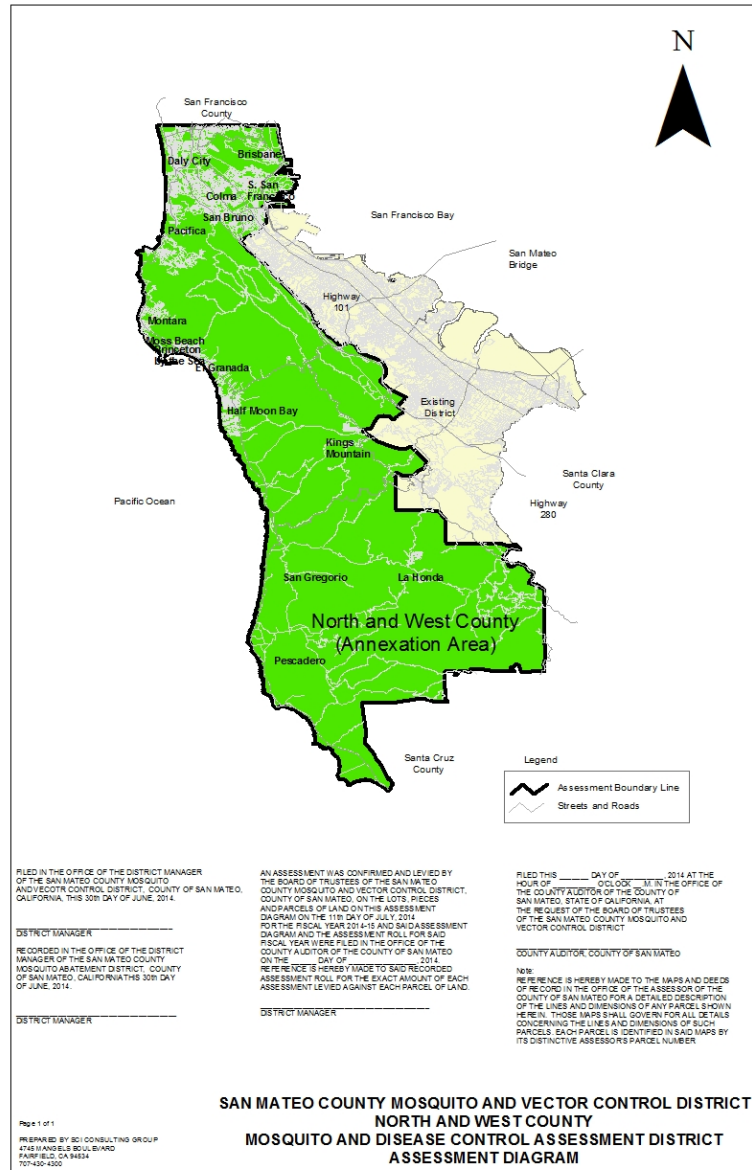 N
San Francisco
County
Daly City
Brisbane
Colma
S. San
Francisco
San Bruno
San Francisco Bay
Pacifica
San Mateo
Bridge
Highway
101
Montara
Moss Beach
Princeton
by the Sea
El Granada
Existing
District
Half Moon Bay
Kings
Mountain
Santa Clara
County
Pacific Ocean
Highway
280
San Gregorio
La Honda
North and West County
(Annexation Area)
Pescadero
Santa Cruz
County
Legend
Assessment Boundary Line
Streets and Roads
FILED IN THE OFFICE OF THE DISTRICT MANAGER
OF THE SAN MATEO COUNTY MOSQUITO
AND VECOTR CONTROL DISTRICT, COUNTY OF SAN MATEO,
CALIFORNIA, THIS 30th DAY OF JUNE, 2014.
DISTRICT MANAGER
RECORDED IN THE OFFICE OF THE DISTRICT
MANAGER OF THE SAN MATEO COUNTY
MOSQUITO ABATEMENT DISTRICT, COUNTY
OF SAN MATEO, CALIFORNIA THIS 30th DAY
OF JUNE, 2014.
DISTRICT MANAGER
AN ASSESSMENT WAS CONFIRMED AND LEVIED BY
THE BOARD OF TRUSTEES OF THE SAN MATEO
COUNTY MOSQUITO AND VECTOR CONTROL DISTRICT,
COUNTY OF SAN MATEO, ON THE LOTS, PIECES
AND PARCELS OF LAND ON THIS ASSESSMENT
DIAGRAM ON THE 11th DAY OF JULY, 2014
FOR THE FISCAL YEAR 2014-15 AND SAID ASSESSMENT
DIAGRAM AND THE ASSESSMENT ROLL FOR SAID
FISCAL YEAR WERE FILED IN THE OFFICE OF THE
COUNTY AUDITOR OF THE COUNTY OF SAN MATEO
ON THE ______ DAY OF ______________, 2014.
REFERENCE IS HEREBY MADE TO SAID RECORDED
ASSESSMENT ROLL FOR THE EXACT AMOUNT OF EACH
ASSESSMENT LEVIED AGAINST EACH PARCEL OF LAND.
DISTRICT MANAGER
FILED THIS ______ DAY OF _________, 2014 AT THE
HOUR OF ________ O'CLOCK __.M. IN THE OFFICE OF
THE COUNTY AUDITOR OF THE COUNTY OF
SAN MATEO, STATE OF CALIFORNIA, AT
THE REQUEST OF THE BOARD OF TRUSTEES
OF THE SAN MATEO COUNTY MOSQUITO AND
VECTOR CONTROL DISTRICT
COUNTY AUDITOR, COUNTY OF SAN MATEO
Note:
REFERENCE IS HEREBY MADE TO THE MAPS AND DEEDS
OF RECORD IN THE OFFICE OF THE ASSESSOR OF THE
COUNTY OF SAN MATEO FOR A DETAILED DESCRIPTION
OF THE LINES AND DIMENSIONS OF ANY PARCEL SHOWN
HEREIN. THOSE MAPS SHALL GOVERN FOR ALL DETAILS
CONCERNING THE LINES AND DIMENSIONS OF SUCH
PARCELS. EACH PARCEL IS IDENTIFIED IN SAID MAPS BY
ITS DISTINCTIVE ASSESSOR'S PARCEL NUMBER
SAN MATEO COUNTY MOSQUITO AND VECTOR CONTROL DISTRICT
NORTH AND WEST COUNTY
MOSQUITO AND DISEASE CONTROL ASSESSMENT DISTRICT
ASSESSMENT DIAGRAM
Page 1 of 1
PREPARED BY SCI CONSULTING GROUP
4745 MANGELS BOULEVARD
FAIRFIELD, CA 94534
707-430-4300